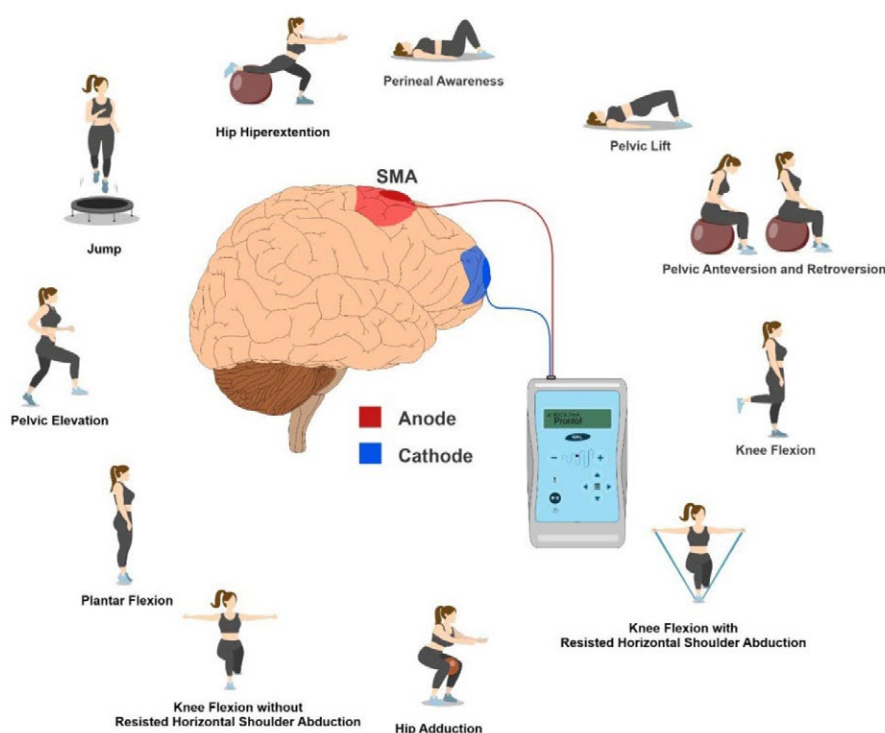 Perineal Awareness
Hip Hiperextention
Pelvic Lift
SMA
Jump
Pelvic Anteversion and Retroversion
Pelvic Elevation
Anode
Cathode
Pronto!
Knee Flexion
Plantar Flexion
Knee Flexion with
Resisted Horizontal Shoulder Abduction
Knee Flexion without
Resisted Horizontal Shoulder Abduction
Hip Adduction